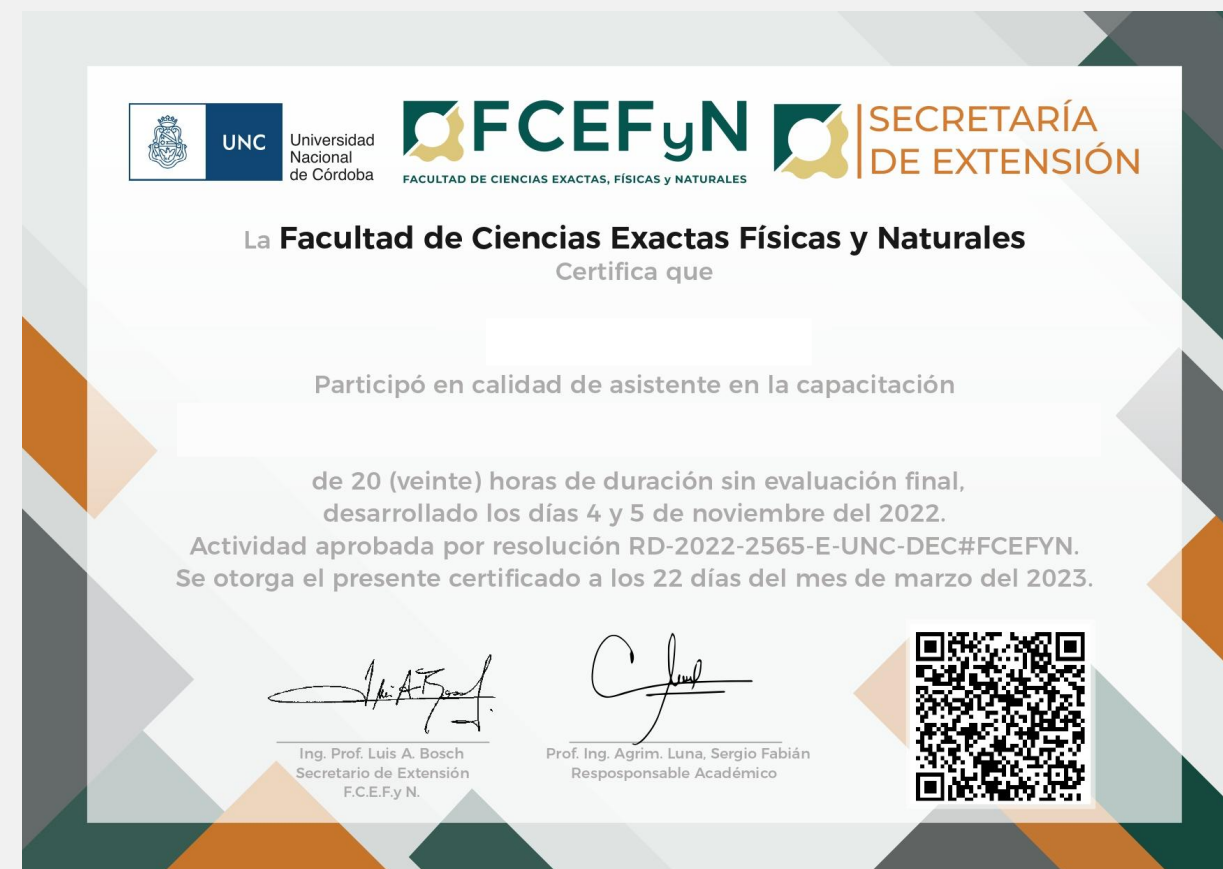 UNC
Universidad
Nacional
de Córdoba
FCEFyN
FACULTAD DE CIENCIAS EXACTAS, FÍSICAS y NATURALES
SECRETARÍA
DE EXTENSIÓN
La Facultad de Ciencias Exactas Físicas y Naturales
Certifica que
Participó en calidad de asistente en la capacitación
de 20 (veinte) horas de duración sin evaluación final,
desarrollado los días 4 y 5 de noviembre del 2022.
Actividad aprobada por resolución RD-2022-2565-E-UNC-DEC#FCEFYN.
Se otorga el presente certificado a los 22 días del mes de marzo del 2023.
Ing. Prof. Luis A. Bosch
Secretario de Extensión
F.C.E.F.y N.
Prof. Ing. Agrim. Luna, Sergio Fabián
Resposponsable Académico